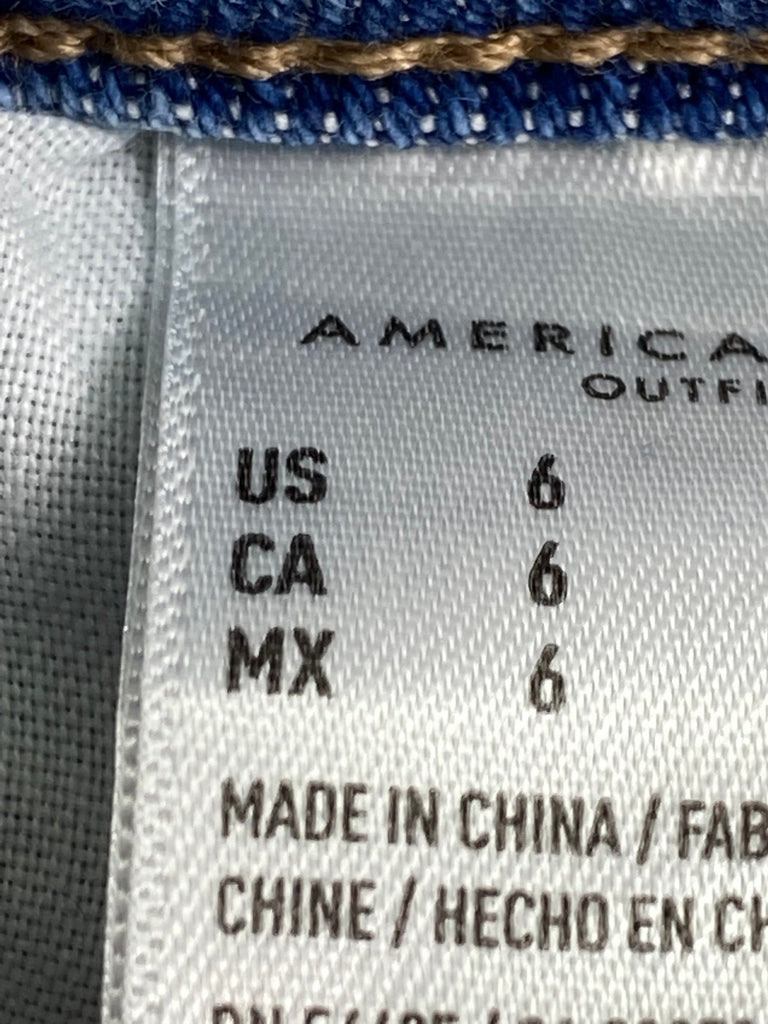 AMERICA
OUTFI
US 6
CA 6
MX 6
MADE IN CHINA / FAB
CHINE / HECHO EN CH